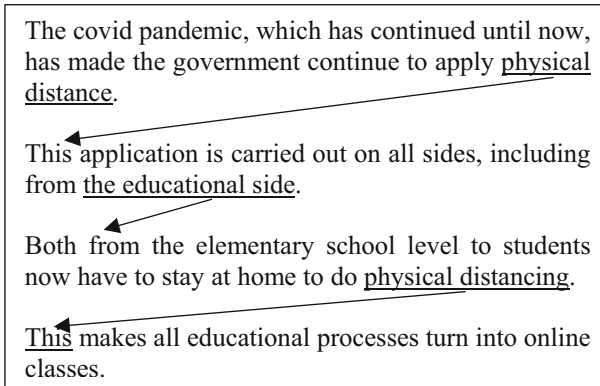 The covid pandemic, which has continued until now,
has made the government continue to apply physical
distance.
This application is carried out on all sides, including
from the educational side.
Both from the elementary school level to students
now have to stay at home to do physical distancing.
This makes all educational processes turn into online
classes.